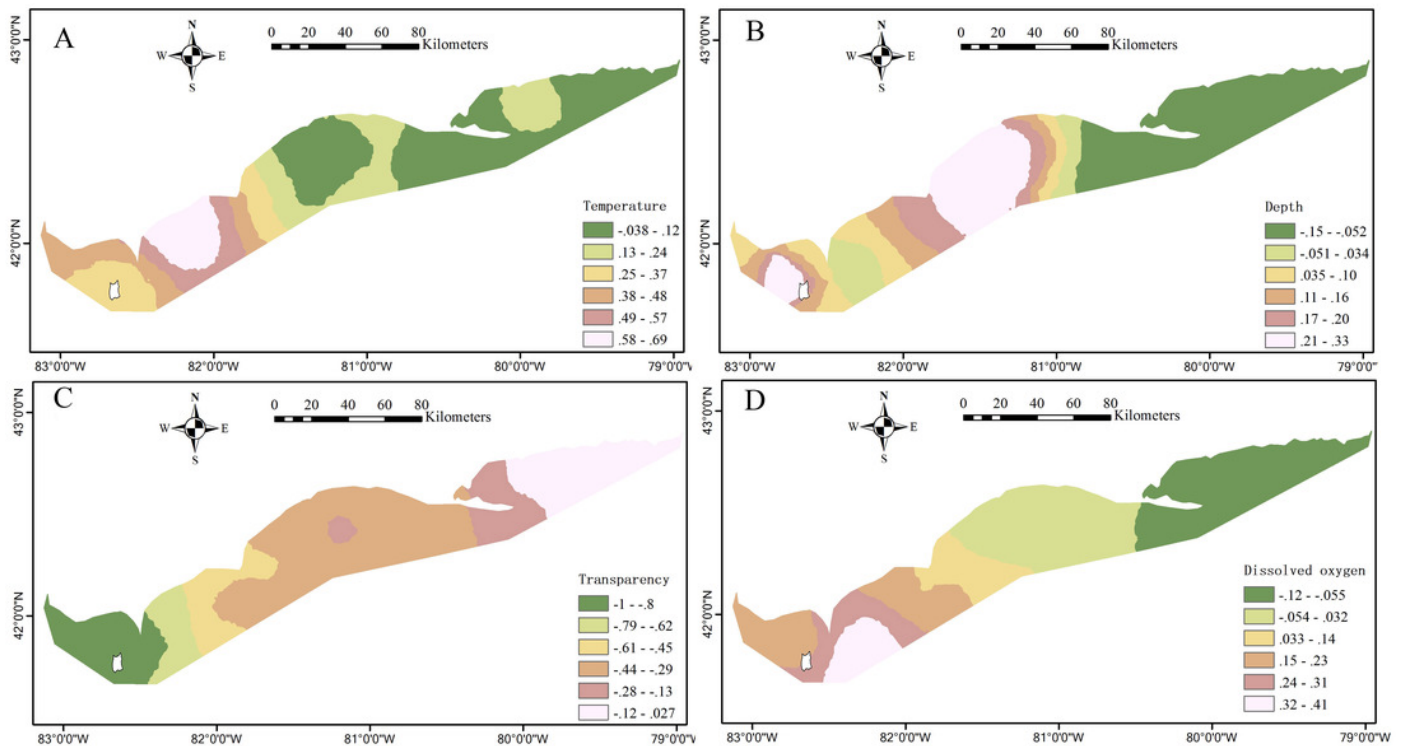 A
N
W E
S
0 20 40 60 80
Kilometers
43°0'0"N
42°0'0"N
Temperature
-.038 - .12
.13 - .24
.25 - .37
.38 - .48
.49 - .57
.58 - .69
83°0'0"W 82°0'0"W 81°0'0"W 80°0'0"W 79°0'0"W
B
N
W E
S
0 20 40 60 80
Kilometers
43°0'0"N
42°0'0"N
Depth
-.15 - -.052
-.051 - .034
.035 - .10
.11 - .16
.17 - .20
.21 - .33
83°0'0"W 82°0'0"W 81°0'0"W 80°0'0"W 79°0'0"W
C
N
W E
S
0 20 40 60 80
Kilometers
43°0'0"N
42°0'0"N
Transparency
-1 - -.8
-.79 - -.62
-.61 - -.45
-.44 - -.29
-.28 - -.13
-.12 - .027
83°0'0"W 82°0'0"W 81°0'0"W 80°0'0"W 79°0'0"W
D
N
W E
S
0 20 40 60 80
Kilometers
43°0'0"N
42°0'0"N
Dissolved oxygen
-.12 - -.055
-.054 - .032
.033 - .14
.15 - .23
.24 - .31
.32 - .41
83°0'0"W 82°0'0"W 81°0'0"W 80°0'0"W 79°0'0"W